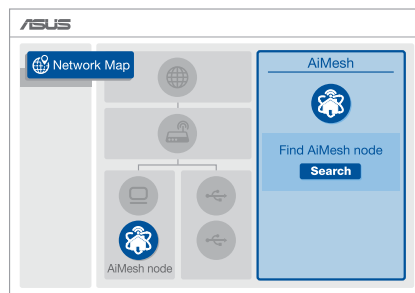 ASUS
Network Map
AiMesh
Find AiMesh node
Search
AiMesh node